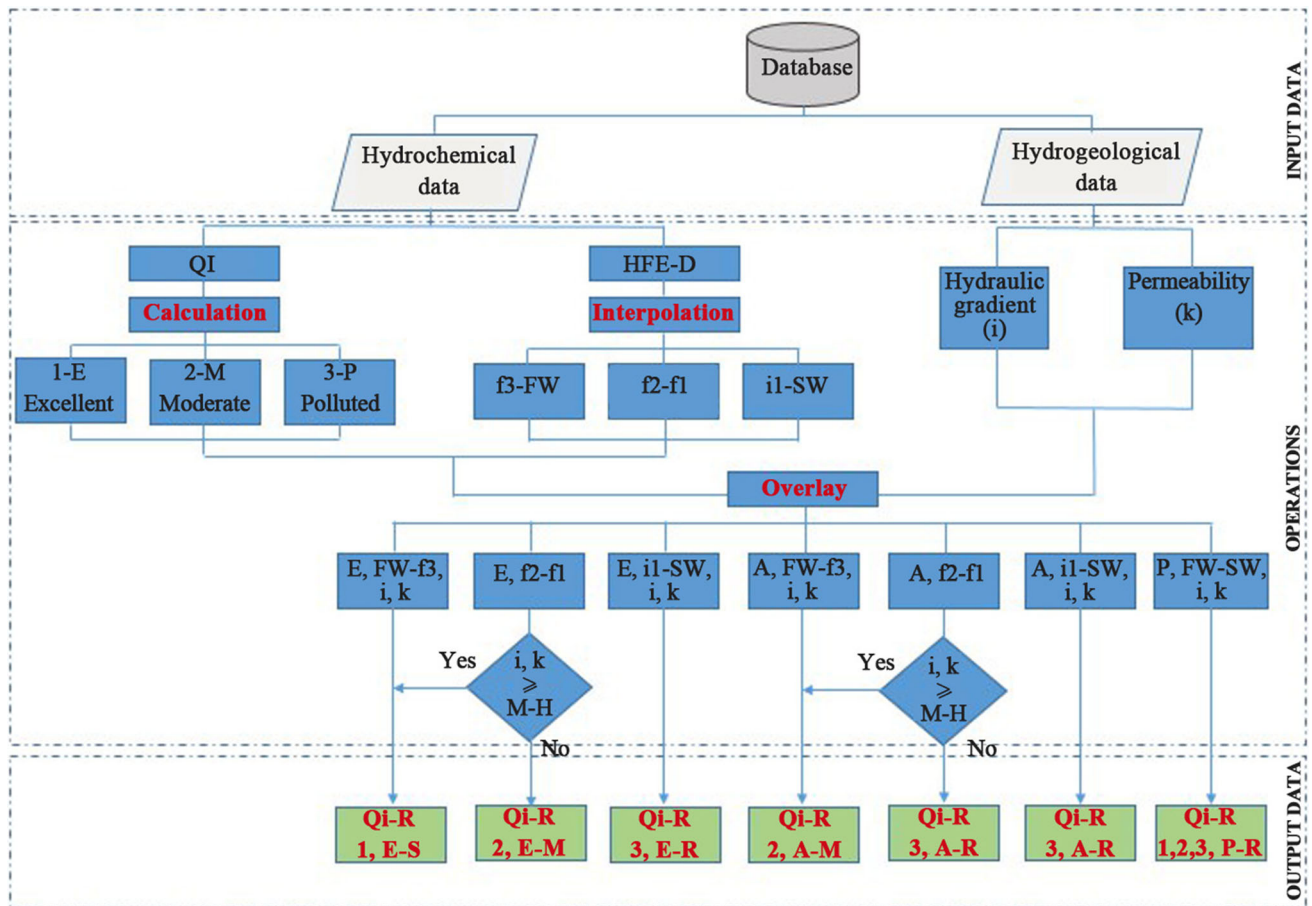 Database
INPUT DATA
Hydrochemical
data
Hydrogeological
data
OPERATIONS
QI
Calculation
1-E
Excellent
2-M
Moderate
3-P
Polluted
HFE-D
Interpolation
f3-FW
f2-f1
i1-SW
Hydraulic
gradient
(i)
Permeability
(k)
Overlay
E, FW-f3,
i, k
E, f2-f1
E, i1-SW,
i, k
A, FW-f3,
i, k
A, f2-f1
A, i1-SW,
i, k
P, FW-SW,
i, k
Yes
i, k
⩾
M-H
No
Yes
i, k
⩾
M-H
No
OUTPUT DATA
Qi-R
1, E-S
Qi-R
2, E-M
Qi-R
3, E-R
Qi-R
2, A-M
Qi-R
3, A-R
Qi-R
3, A-R
Qi-R
1,2,3, P-R